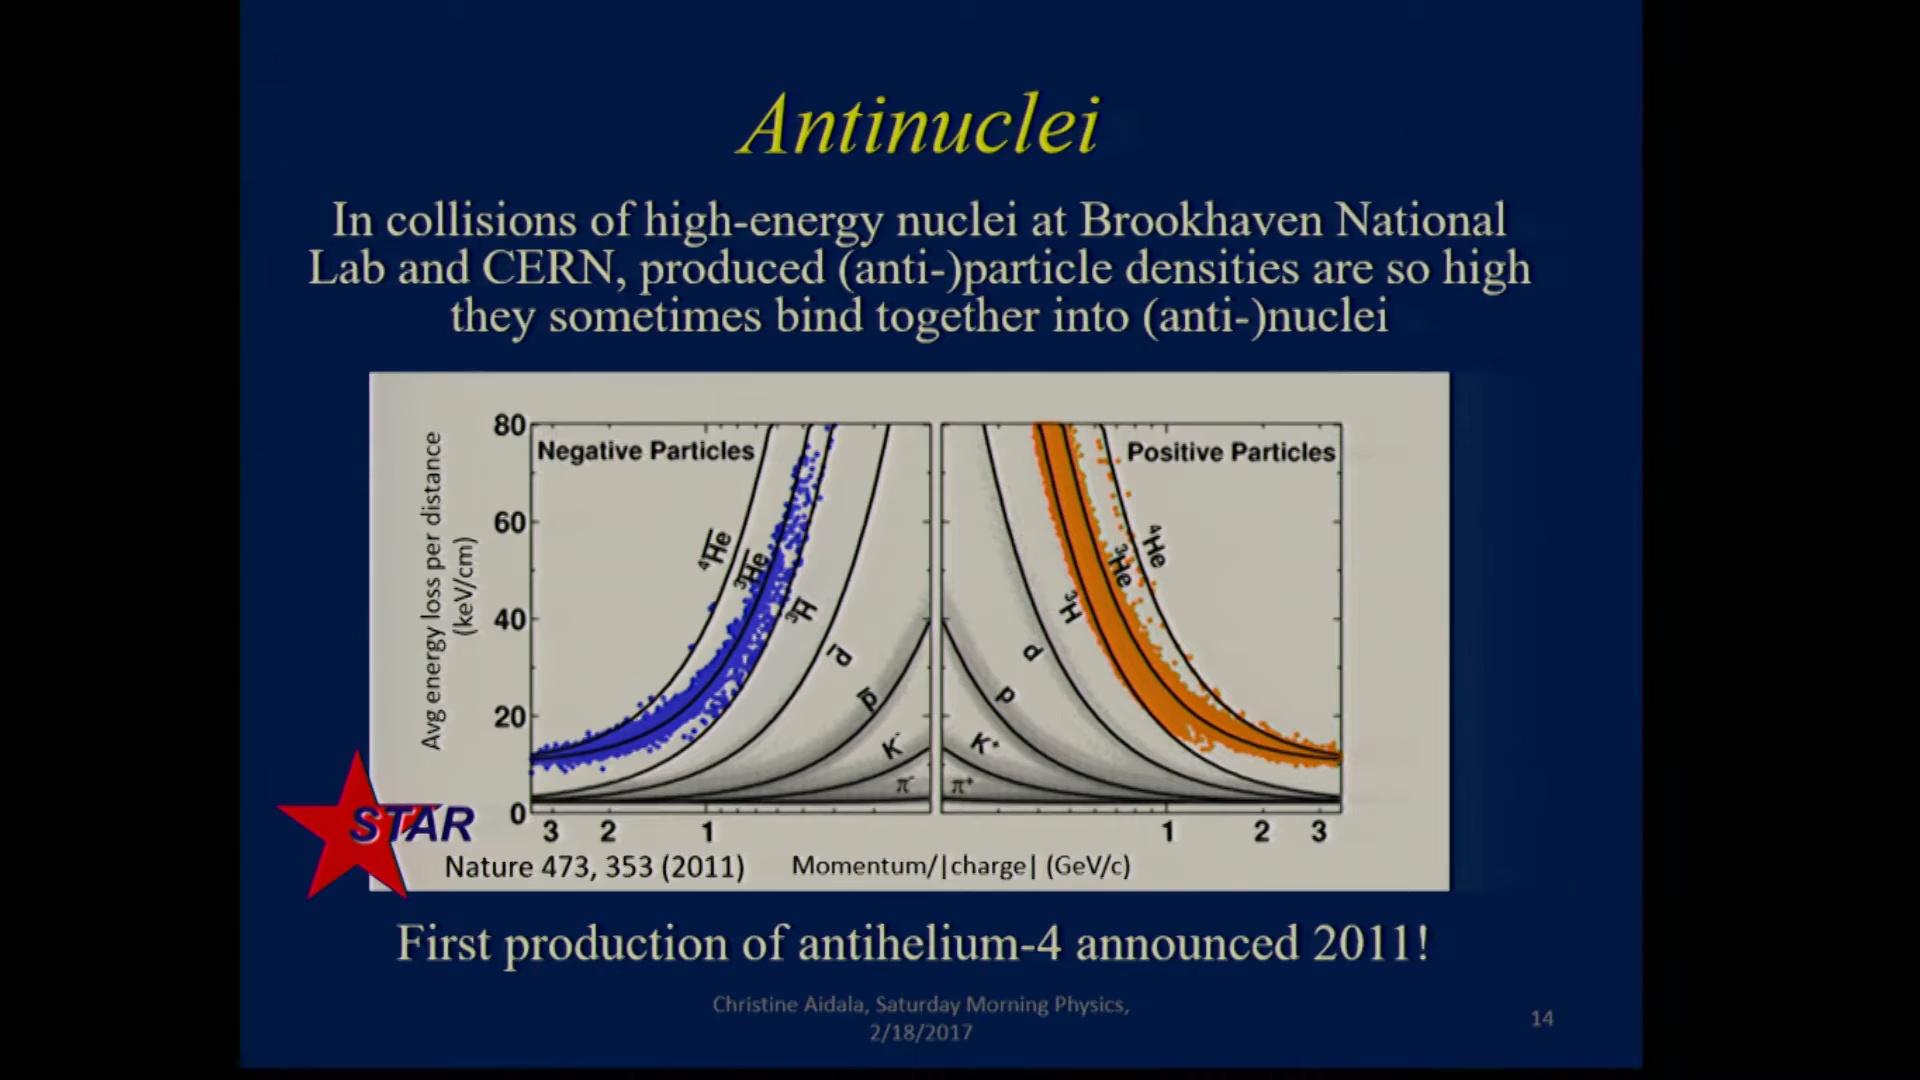 Antinuclei
In collisions of high-energy nuclei at Brookhaven National
Lab and CERN, produced (anti-)particle densities are so high
they sometimes bind together into (anti-)nuclei
Avg energy loss per distance
(keV/cm)
80
60
40
20
0
Negative Particles
⁴H̅e̅
³H̅e̅
³H̅
d̅
p̅
K⁻
π⁻
3 2 1
Positive Particles
⁴He
³He
³H
d
p
K⁺
π⁺
1 2 3
STAR
Nature 473, 353 (2011)
Momentum/|charge| (GeV/c)
First production of antihelium-4 announced 2011!
Christine Aidala, Saturday Morning Physics,
2/18/2017
14